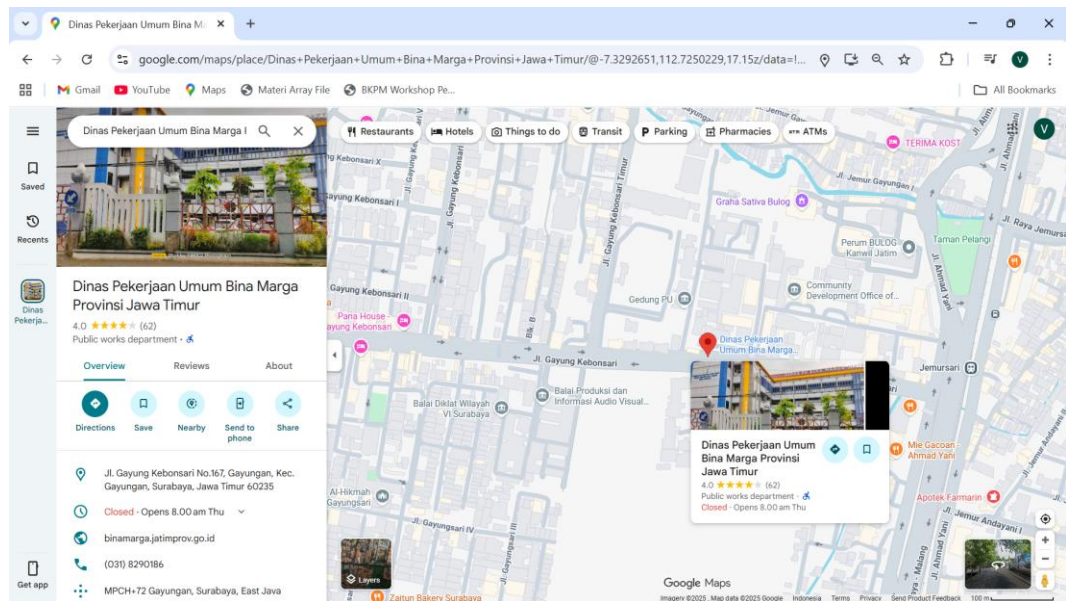 Dinas Pekerjaan Umum Bina Ma
google.com/maps/place/Dinas+Pekerjaan+Umum+Bina+Marga+Provinsi+Jawa+Timur/@-7.3292651,112.7250229,17.15z/data=!...
V
Gmail
YouTube
Maps
Materi Array File
BKPM Workshop Pe...
All Bookmarks
Dinas Pekerjaan Umum Bina Marga I
Saved
Recents
Dinas
Pekerja...
Get app
Dinas Pekerjaan Umum Bina Marga
Provinsi Jawa Timur
4.0 (62)
Public works department ·
Overview
Reviews
About
Directions
Save
Nearby
Send to
phone
Share
Jl. Gayung Kebonsari No.167, Gayungan, Kec.
Gayungan, Surabaya, Jawa Timur 60235
Closed · Opens 8.00 am Thu
binamarga.jatimprov.go.id
(031) 8290186
MPCH+72 Gayungan, Surabaya, East Java
Restaurants
Hotels
Things to do
Transit
P Parking
Pharmacies
ATM ATMs
V
TERIMA KOST
Jl. Gayung Kebonsari
Jl. Gayung Kebonsari Timur
Jl. Jemur Gayungan I
Graha Sativa Bulog
Jl. Raya Jemursa
Perum BULOG
Kanwil Jatim
Taman Pelangi
Jl. Ahmad Yani
Gayung Kebonsari II
Gedung PU
Community
Development Office of...
Pana House -
Blk. B
Dinas Pekerjaan
Umum Bina Marga...
Jl. Gayung Kebonsari
Jemursari
Balai Produksi dan
Informasi Audio Visual...
Balai Diklat Wilayah
VI Surabaya
Dinas Pekerjaan Umum
Bina Marga Provinsi
Jawa Timur
4.0 (62)
Public works department ·
Closed · Opens 8.00 am Thu
Mie Gacoan -
Ahmad Yani
Apotek Farmarin
Al-Hikmah
Gayungsari
Jl. Gayungsari IV
Jl. Gayungsari III
Jl. Jemur Andayani I
Jl. Ahmad Yani
Layers
Zaitun Bakery Surabaya
Google Maps
Imagery ©2025, Map data ©2025 Google
Indonesia
Terms
Privacy
Send Product Feedback
100 m